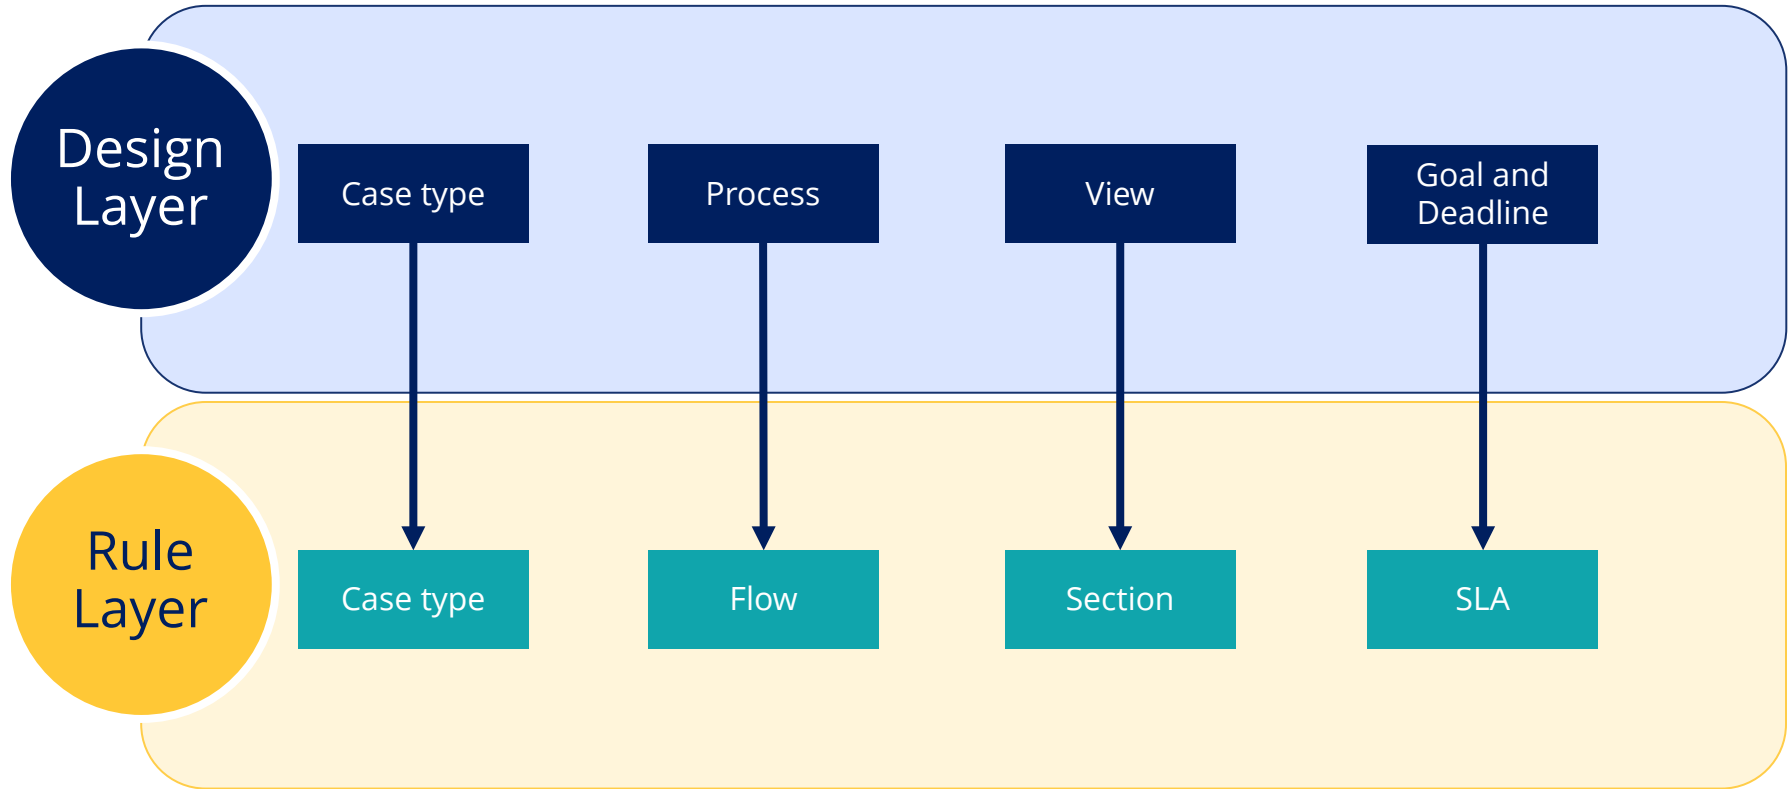 Design
Layer
Case type
Process
View
Goal and
Deadline
Rule
Layer
Case type
Flow
Section
SLA